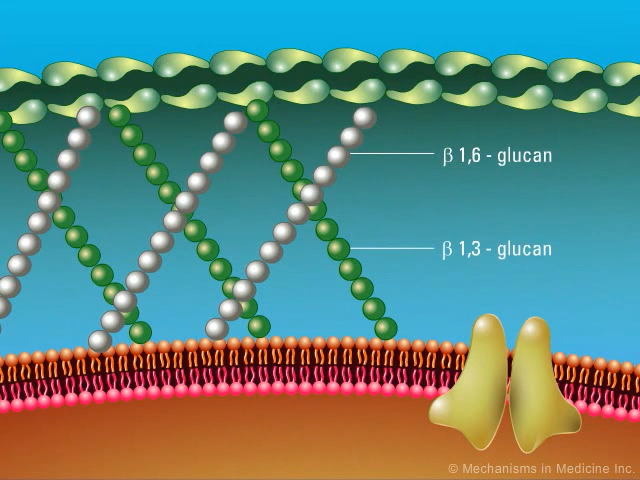 β 1,6 - glucan
β 1,3 - glucan
© Mechanisms in Medicine Inc.